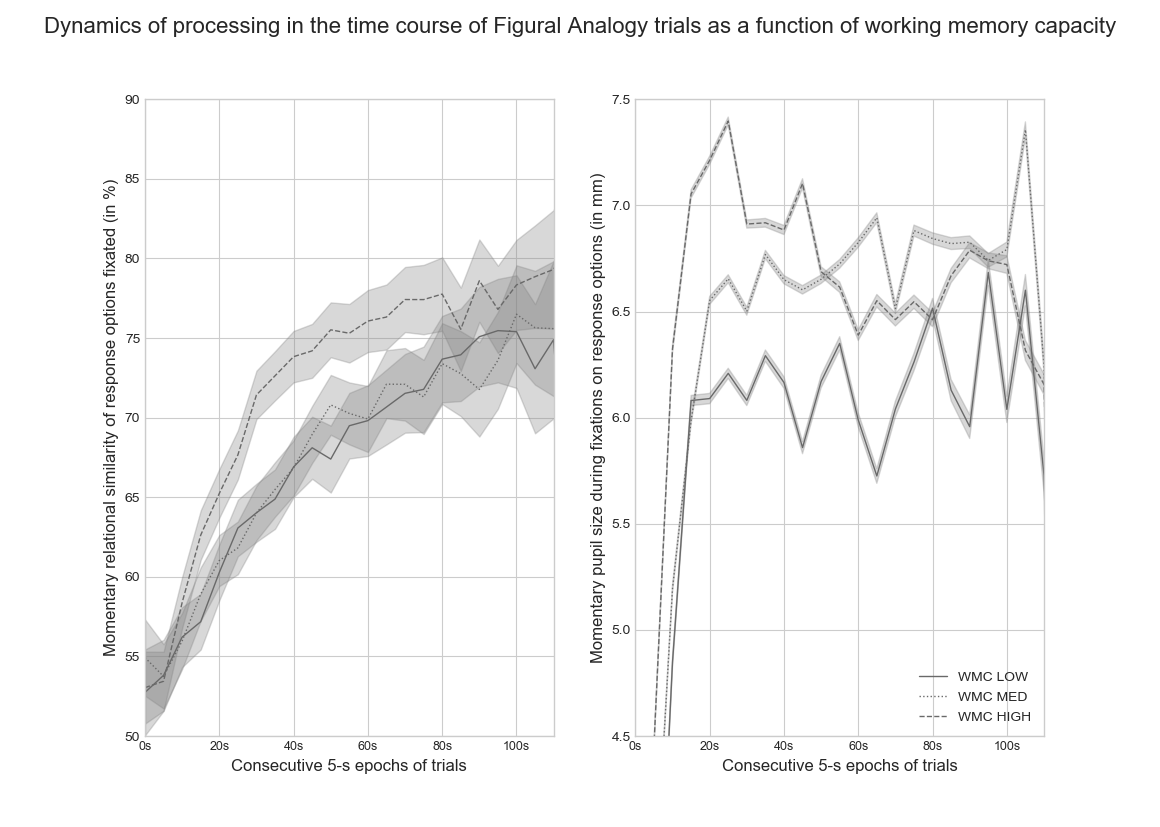 Dynamics of processing in the time course of Figural Analogy trials as a function of working memory capacity
Momentary relational similarity of response options fixated (in %)
90
85
80
75
70
65
60
55
50
0s 20s 40s 60s 80s 100s
Consecutive 5-s epochs of trials
Momentary pupil size during fixations on response options (in mm)
7.5
7.0
6.5
6.0
5.5
5.0
4.5
WMC LOW
WMC MED
WMC HIGH
0s 20s 40s 60s 80s 100s
Consecutive 5-s epochs of trials